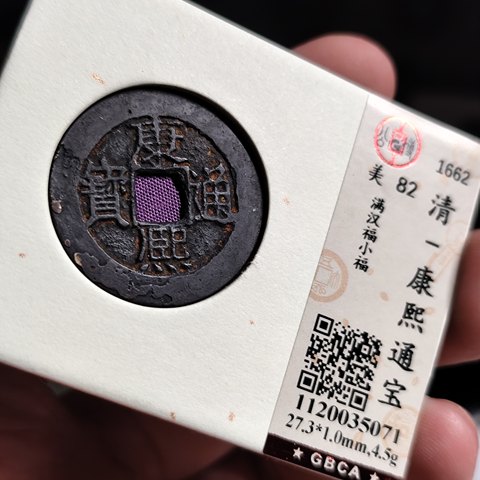 康熙通寶
1662
美 82
清－康熙通宝
满汉福小福
1120035071
27.3*1.0mm,4.5g
★ GBCA ★